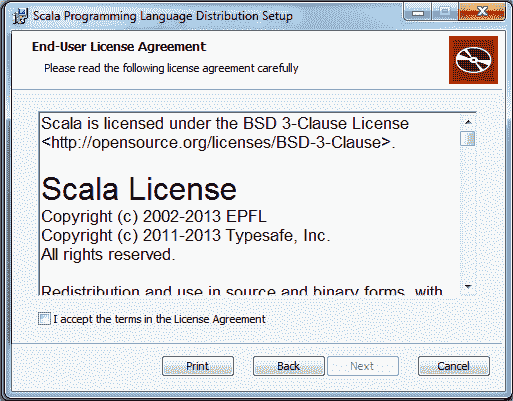 Scala Programming Language Distribution Setup
End-User License Agreement
Please read the following license agreement carefully
Scala is licensed under the BSD 3-Clause License
<http://opensource.org/licenses/BSD-3-Clause>.
Scala License
Copyright (c) 2002-2013 EPFL
Copyright (c) 2011-2013 Typesafe, Inc.
All rights reserved.
Redistribution and use in source and binary forms, with
I accept the terms in the License Agreement
Print Back Next Cancel